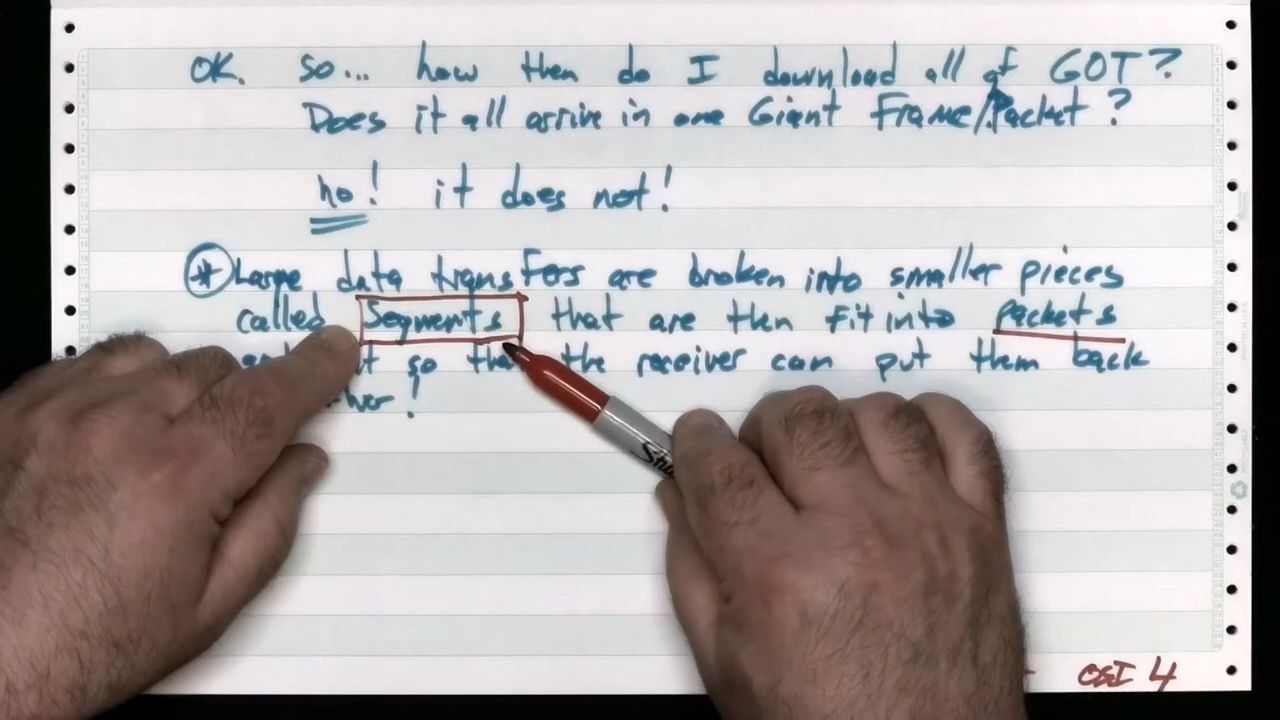 OK. So... how then do I download all of GOT?
Does it all arrive in one Giant Frame/Packet?
no! it does not!
* Large data transfers are broken into smaller pieces
called Segments that are then fit into packets
so the receiver can put them back
!
OSI 4